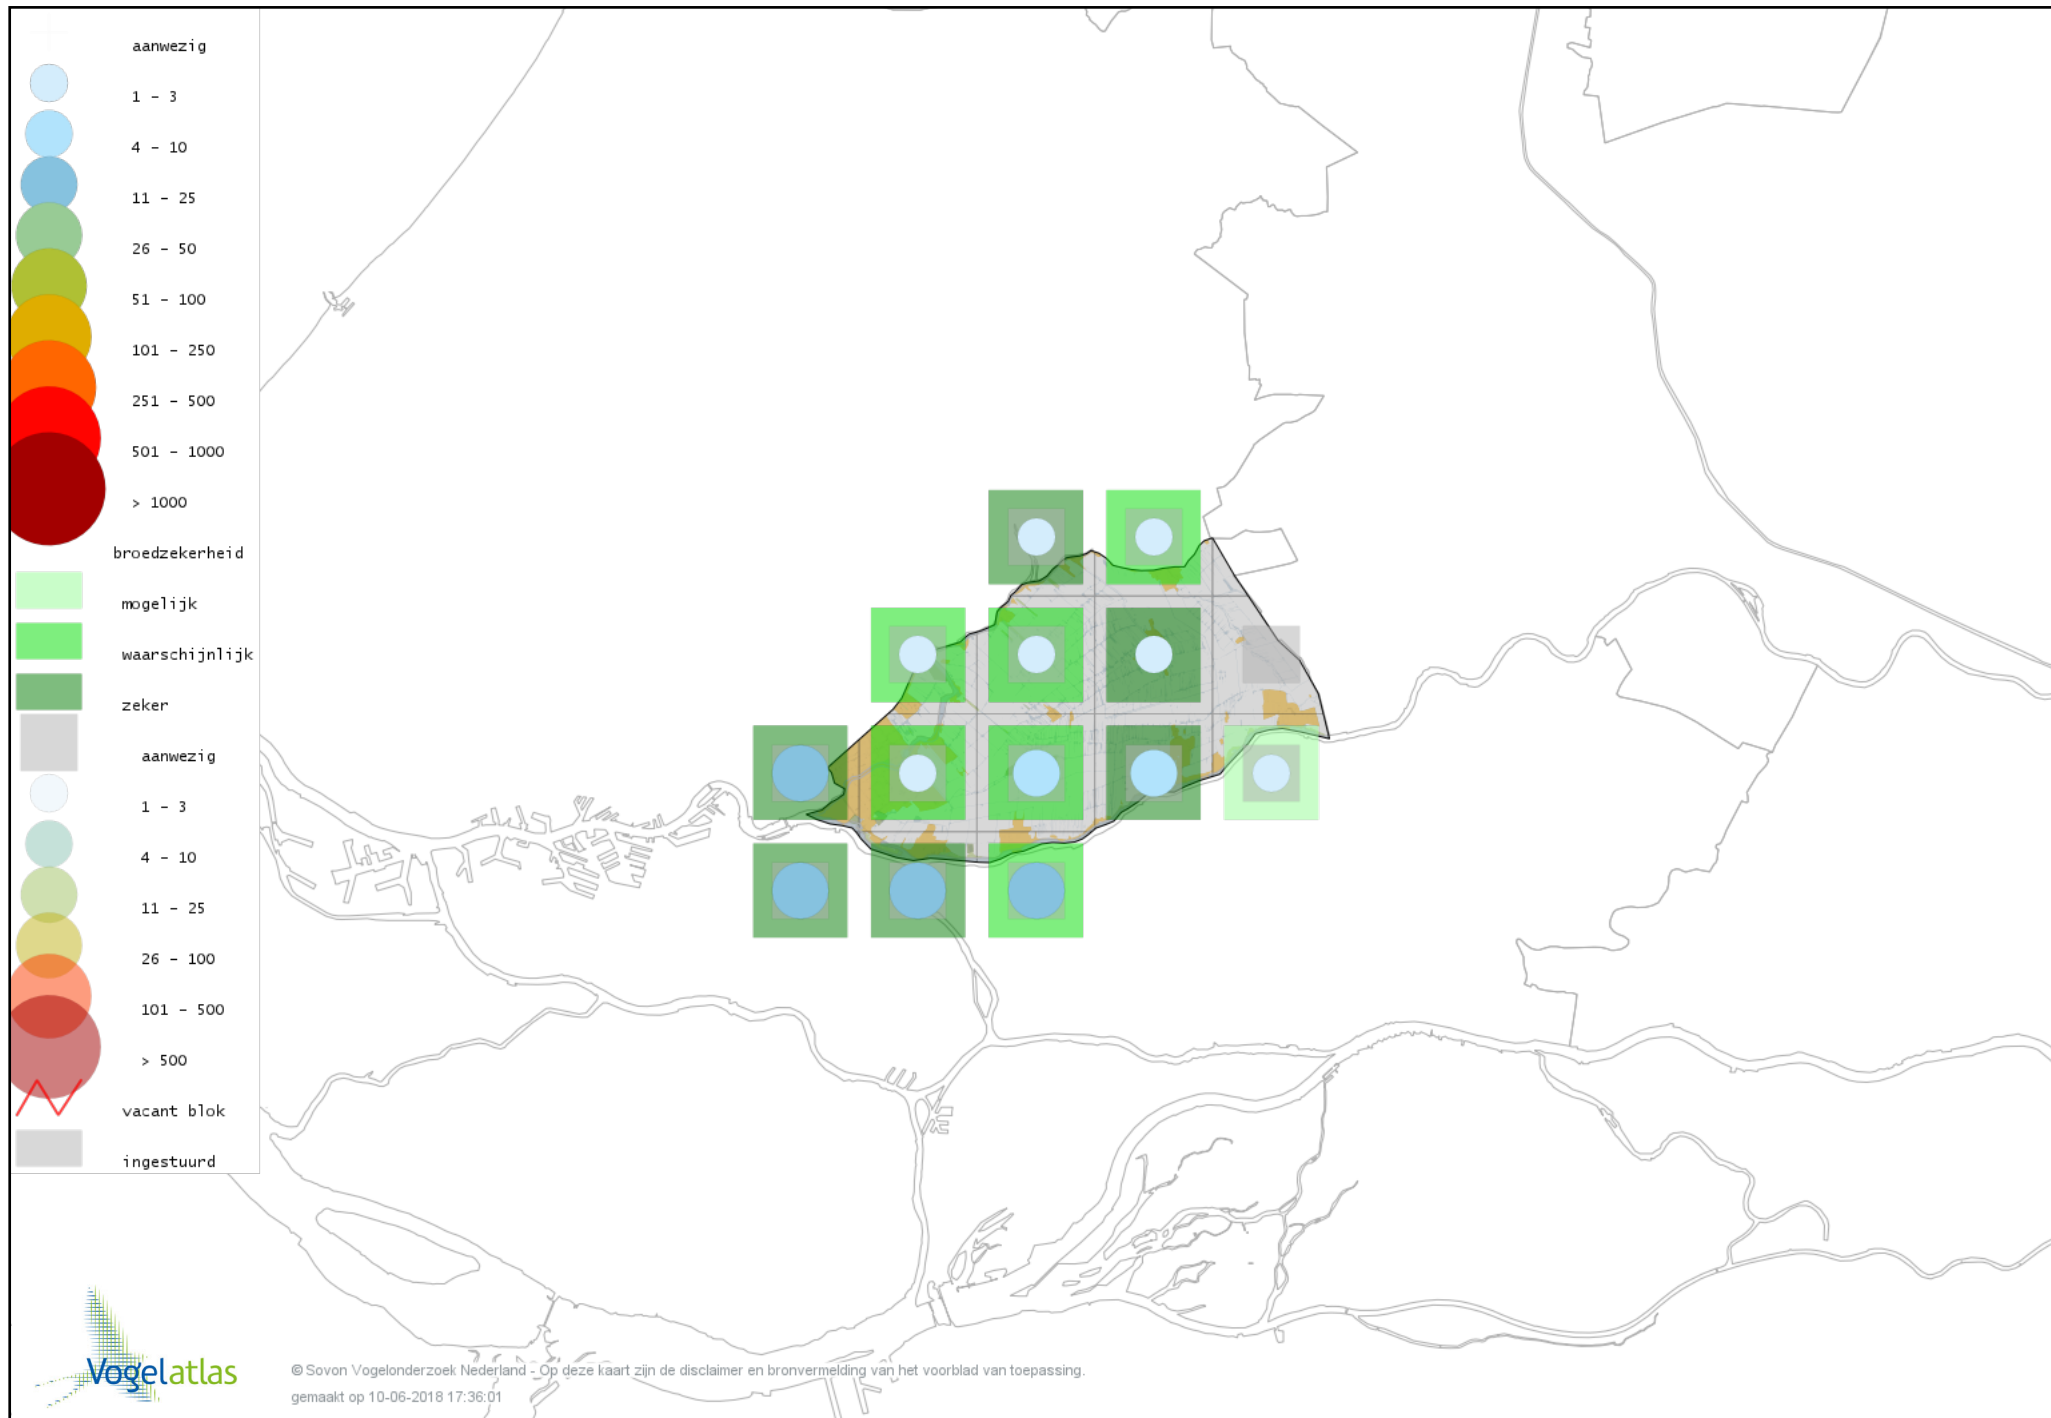 aanwezig
1 - 3
4 - 10
11 - 25
26 - 50
51 - 100
101 - 250
251 - 500
501 - 1000
> 1000
broedzekerheid
mogelijk
waarschijnlijk
zeker
aanwezig
1 - 3
4 - 10
11 - 25
26 - 100
101 - 500
> 500
vacant blok
ingestuurd
Vogelatlas
© Sovon Vogelonderzoek Nederland - Op deze kaart zijn de disclaimer en bronvermelding van het voorblad van toepassing.
gemaakt op 10-06-2018 17:36:01